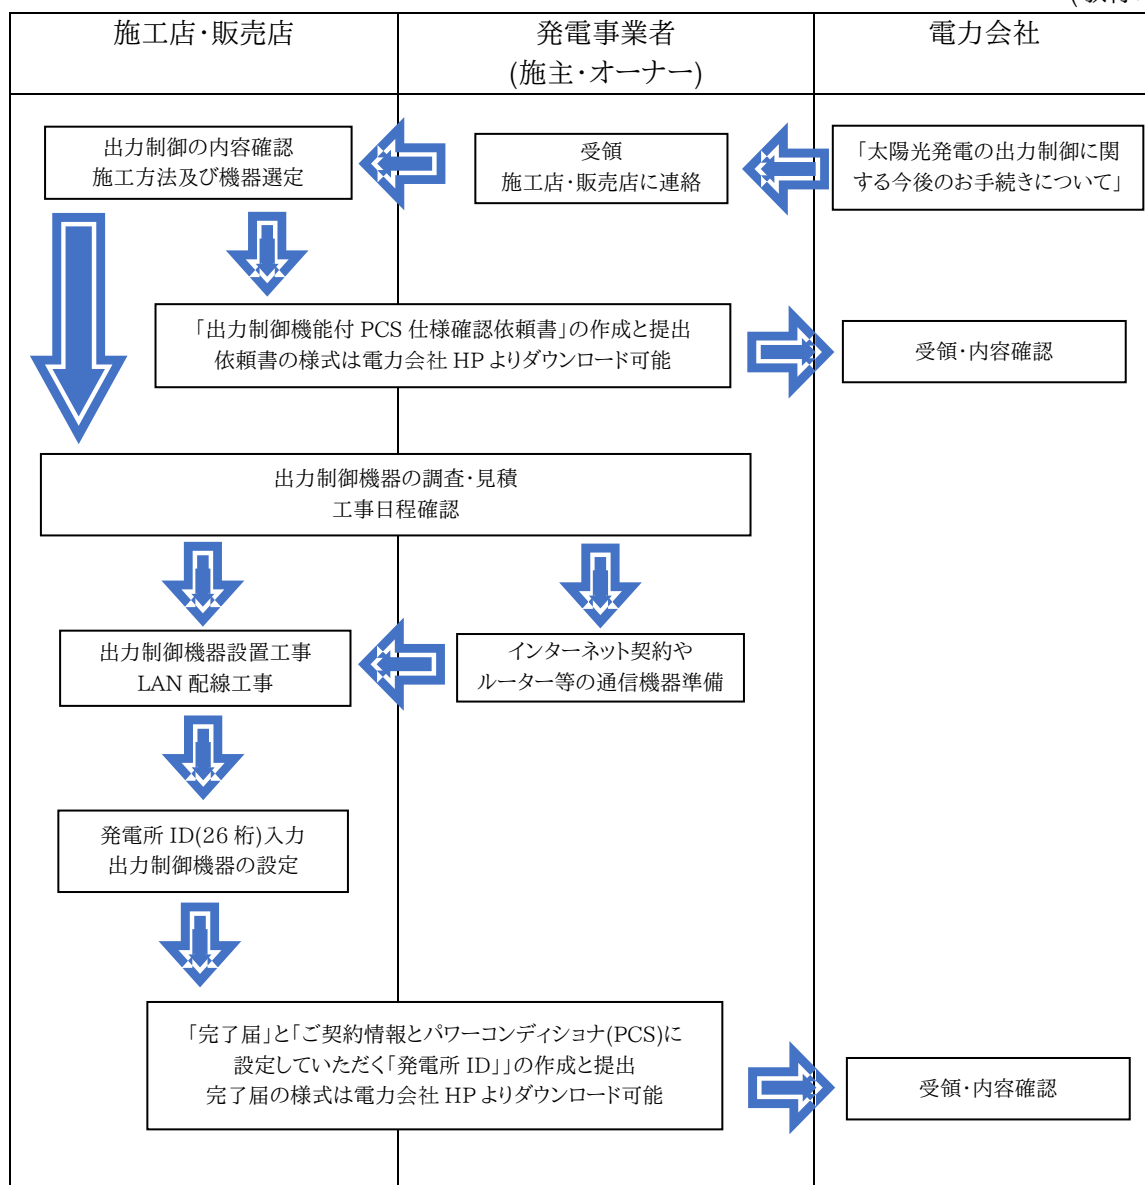 施工店・販売店
発電事業者
(施主・オーナー)
電力会社
出力制御の内容確認
施工方法及び機器選定
受領
施工店・販売店に連絡
「太陽光発電の出力制御に関
する今後のお手続きについて」
「出力制御機能付 PCS 仕様確認依頼書」の作成と提出
依頼書の様式は電力会社 HP よりダウンロード可能
受領・内容確認
出力制御機器の調査・見積
工事日程確認
出力制御機器設置工事
LAN 配線工事
インターネット契約や
ルーター等の通信機器準備
発電所 ID(26 桁)入力
出力制御機器の設定
「完了届」と「ご契約情報とパワーコンディショナ(PCS)に
設定していただく「発電所 ID」」の作成と提出
完了届の様式は電力会社 HP よりダウンロード可能
受領・内容確認